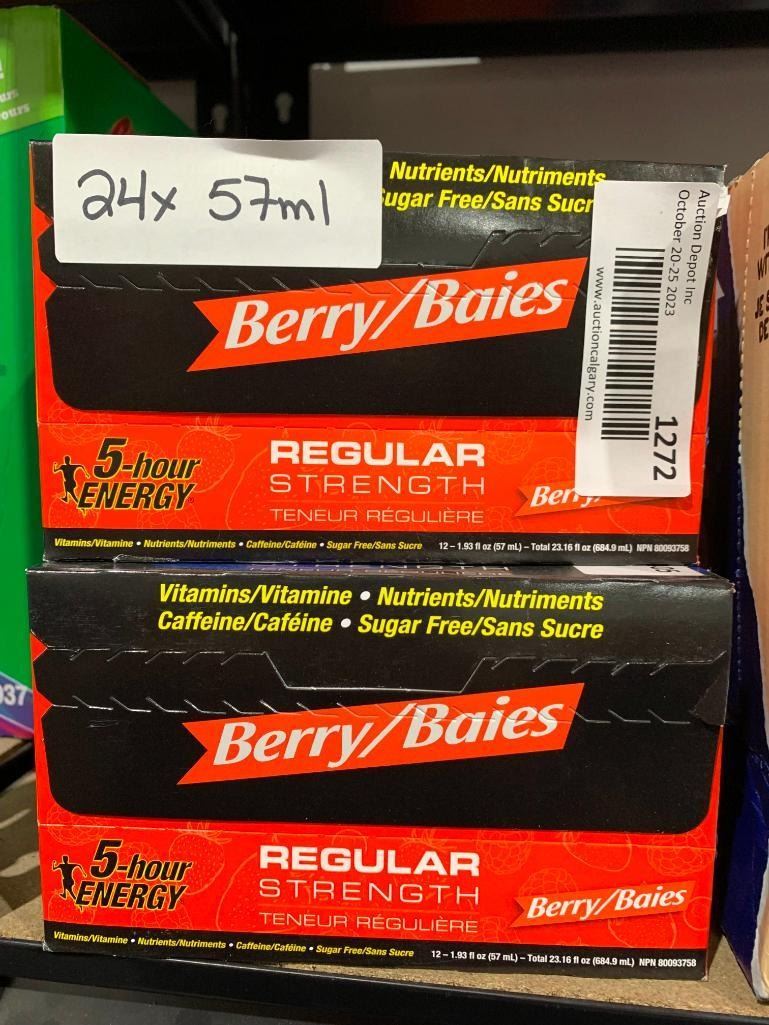 24x 57ml
Nutrients/Nutriments
Sugar Free/Sans Sucr
Auction Depot Inc
October 20-25 2023
www.auctioncalgary.com
1272
Berry/Baies
5-hour
ENERGY
REGULAR
STRENGTH
TENEUR RÉGULIÈRE
Berry/
Vitamins/Vitamine • Nutrients/Nutriments • Caffeine/Caféine • Sugar Free/Sans Sucre
12 – 1.93 fl oz (57 mL) – Total 23.16 fl oz (684.9 mL) NPN 80093758
Vitamins/Vitamine • Nutrients/Nutriments
Caffeine/Caféine • Sugar Free/Sans Sucre
Berry/Baies
5-hour
ENERGY
REGULAR
STRENGTH
TENEUR RÉGULIÈRE
Berry/Baies
Vitamins/Vitamine • Nutrients/Nutriments • Caffeine/Caféine • Sugar Free/Sans Sucre
12 – 1.93 fl oz (57 mL) – Total 23.16 fl oz (684.9 mL) NPN 80093758